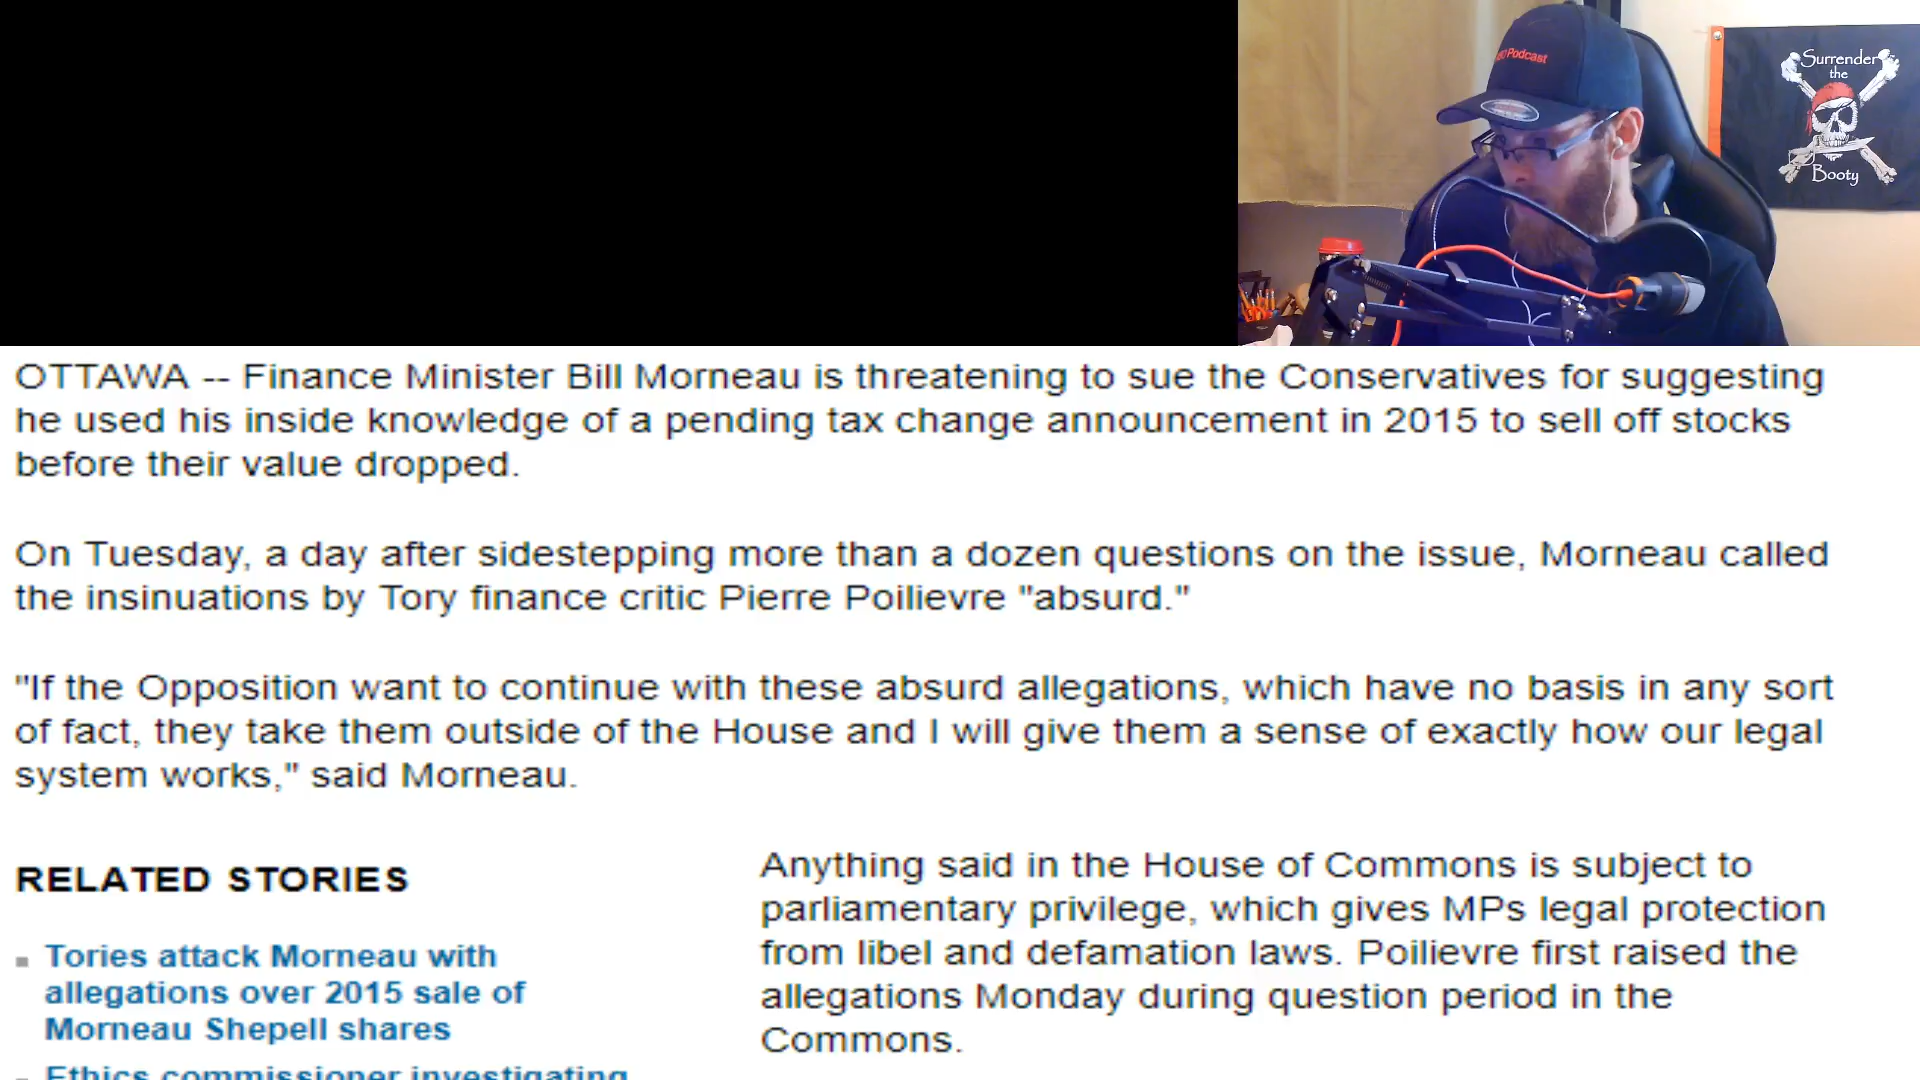 Podcast
Surrender
the
Booty
OTTAWA -- Finance Minister Bill Morneau is threatening to sue the Conservatives for suggesting
he used his inside knowledge of a pending tax change announcement in 2015 to sell off stocks
before their value dropped.
On Tuesday, a day after sidestepping more than a dozen questions on the issue, Morneau called
the insinuations by Tory finance critic Pierre Poilievre "absurd."
"If the Opposition want to continue with these absurd allegations, which have no basis in any sort
of fact, they take them outside of the House and I will give them a sense of exactly how our legal
system works," said Morneau.
RELATED STORIES
Tories attack Morneau with
allegations over 2015 sale of
Morneau Shepell shares
Ethics commissioner investigating
Anything said in the House of Commons is subject to
parliamentary privilege, which gives MPs legal protection
from libel and defamation laws. Poilievre first raised the
allegations Monday during question period in the
Commons.